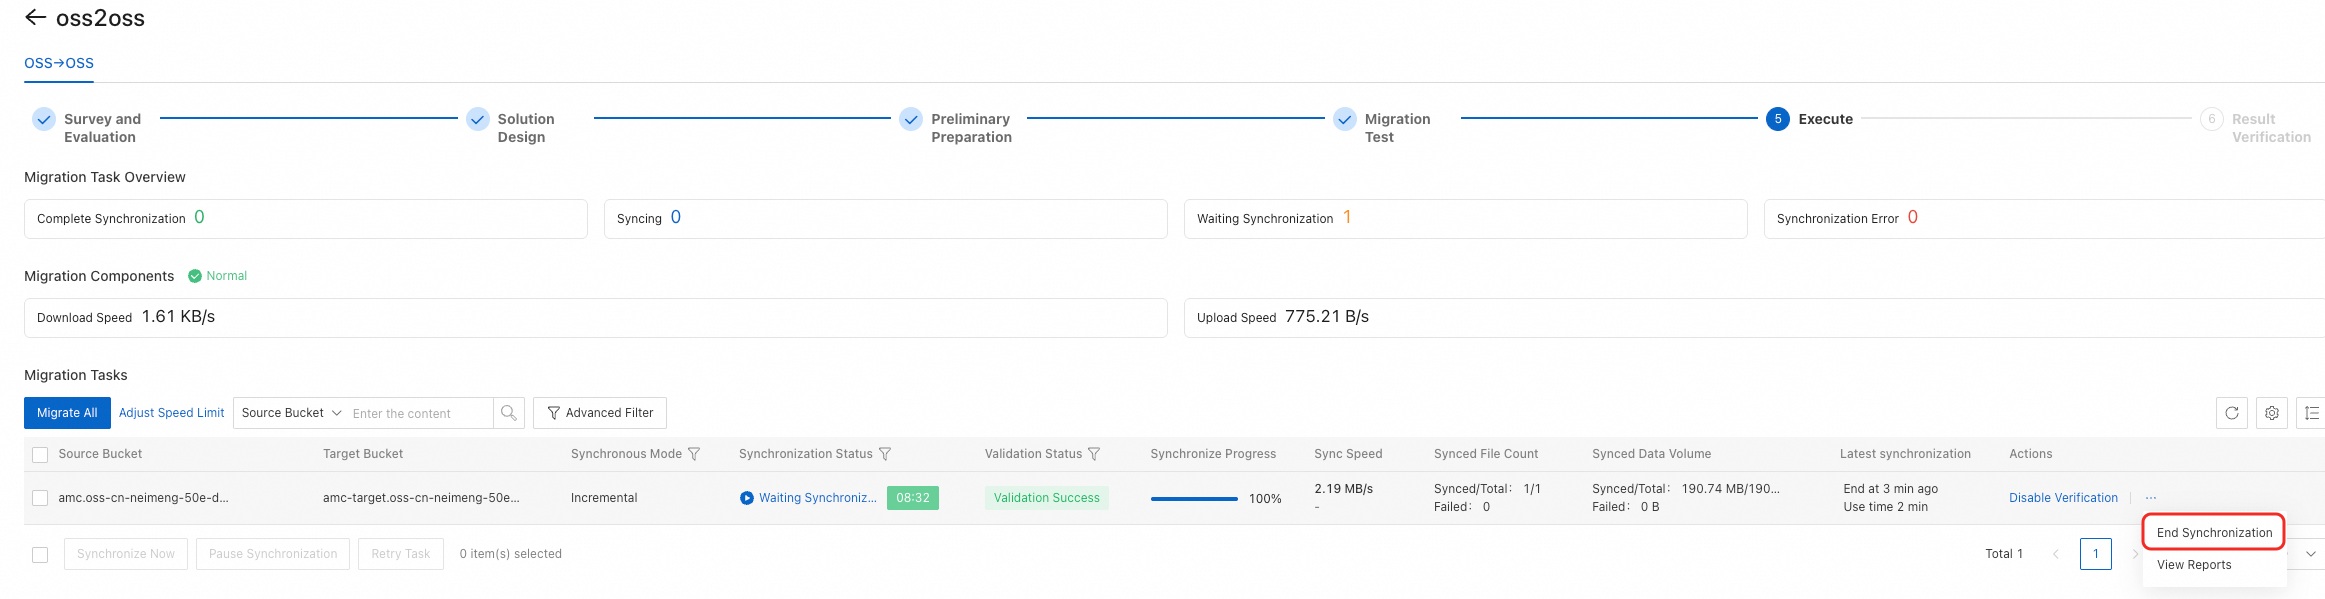 oss2oss
OSS→OSS
Survey and
Evaluation
Solution
Design
Preliminary
Preparation
Migration
Test
5 Execute
6 Result
Verification
Migration Task Overview
Complete Synchronization 0
Syncing 0
Waiting Synchronization 1
Synchronization Error 0
Migration Components Normal
Download Speed 1.61 KB/s
Upload Speed 775.21 B/s
Migration Tasks
Migrate All Adjust Speed Limit Source Bucket Enter the content Advanced Filter
Source Bucket Target Bucket Synchronous Mode Synchronization Status Validation Status Synchronize Progress Sync Speed Synced File Count Synced Data Volume Latest synchronization Actions
amc.oss-cn-neimeng-50e-d... amc-target.oss-cn-neimeng-50e... Incremental Waiting Synchroniz... 08:32 Validation Success 100%
2.19 MB/s
-
Synced/Total: 1/1
Failed: 0
Synced/Total: 190.74 MB/190...
Failed: 0 B
End at 3 min ago
Use time 2 min
Disable Verification ...
End Synchronization
View Reports
Synchronize Now Pause Synchronization Retry Task 0 item(s) selected
Total 1 < 1 >